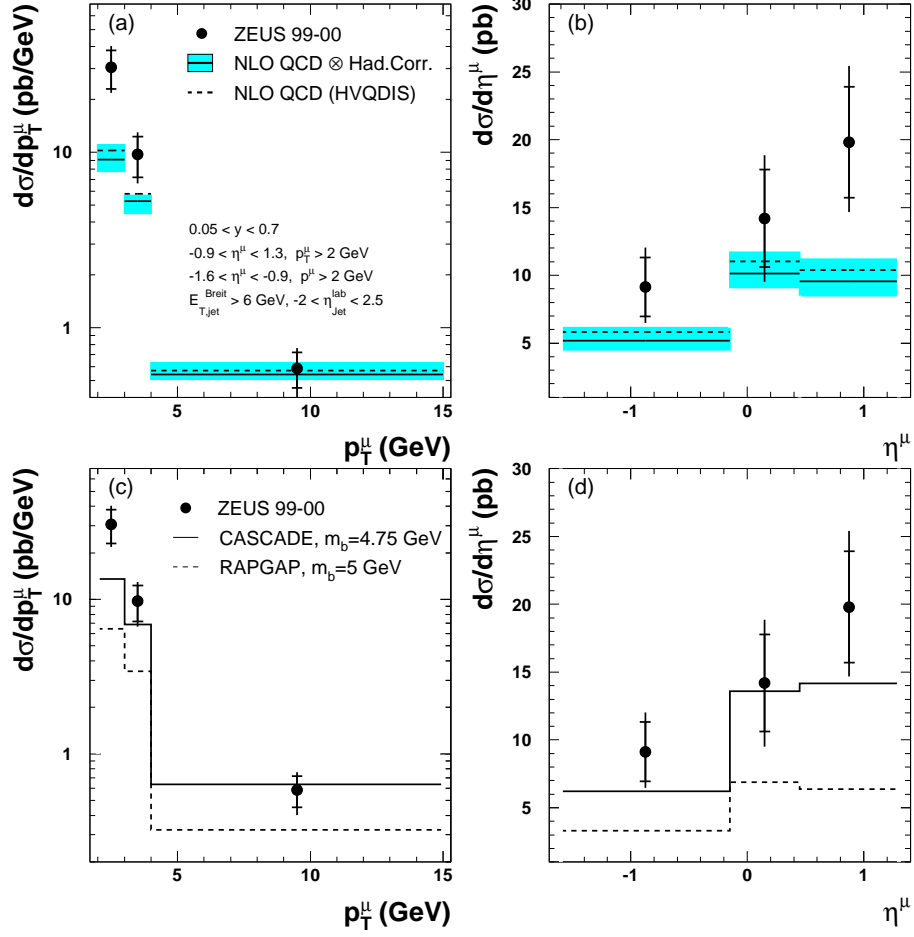 (a)
ZEUS 99-00
NLO QCD ⊗ Had.Corr.
NLO QCD (HVQDIS)
0.05 < y < 0.7
-0.9 < η^μ < 1.3, p_T^μ > 2 GeV
-1.6 < η^μ < -0.9, p^μ > 2 GeV
E_T,jet^Breit > 6 GeV, -2 < η_Jet^lab < 2.5
dσ/dp_T^μ (pb/GeV)
10
1
5
10
15
p_T^μ (GeV)
(b)
dσ/dη^μ (pb)
30
25
20
15
10
5
-1
0
1
η^μ
(c)
ZEUS 99-00
CASCADE, m_b=4.75 GeV
RAPGAP, m_b=5 GeV
dσ/dp_T^μ (pb/GeV)
10
1
5
10
15
p_T^μ (GeV)
(d)
dσ/dη^μ (pb)
30
25
20
15
10
5
-1
0
1
η^μ